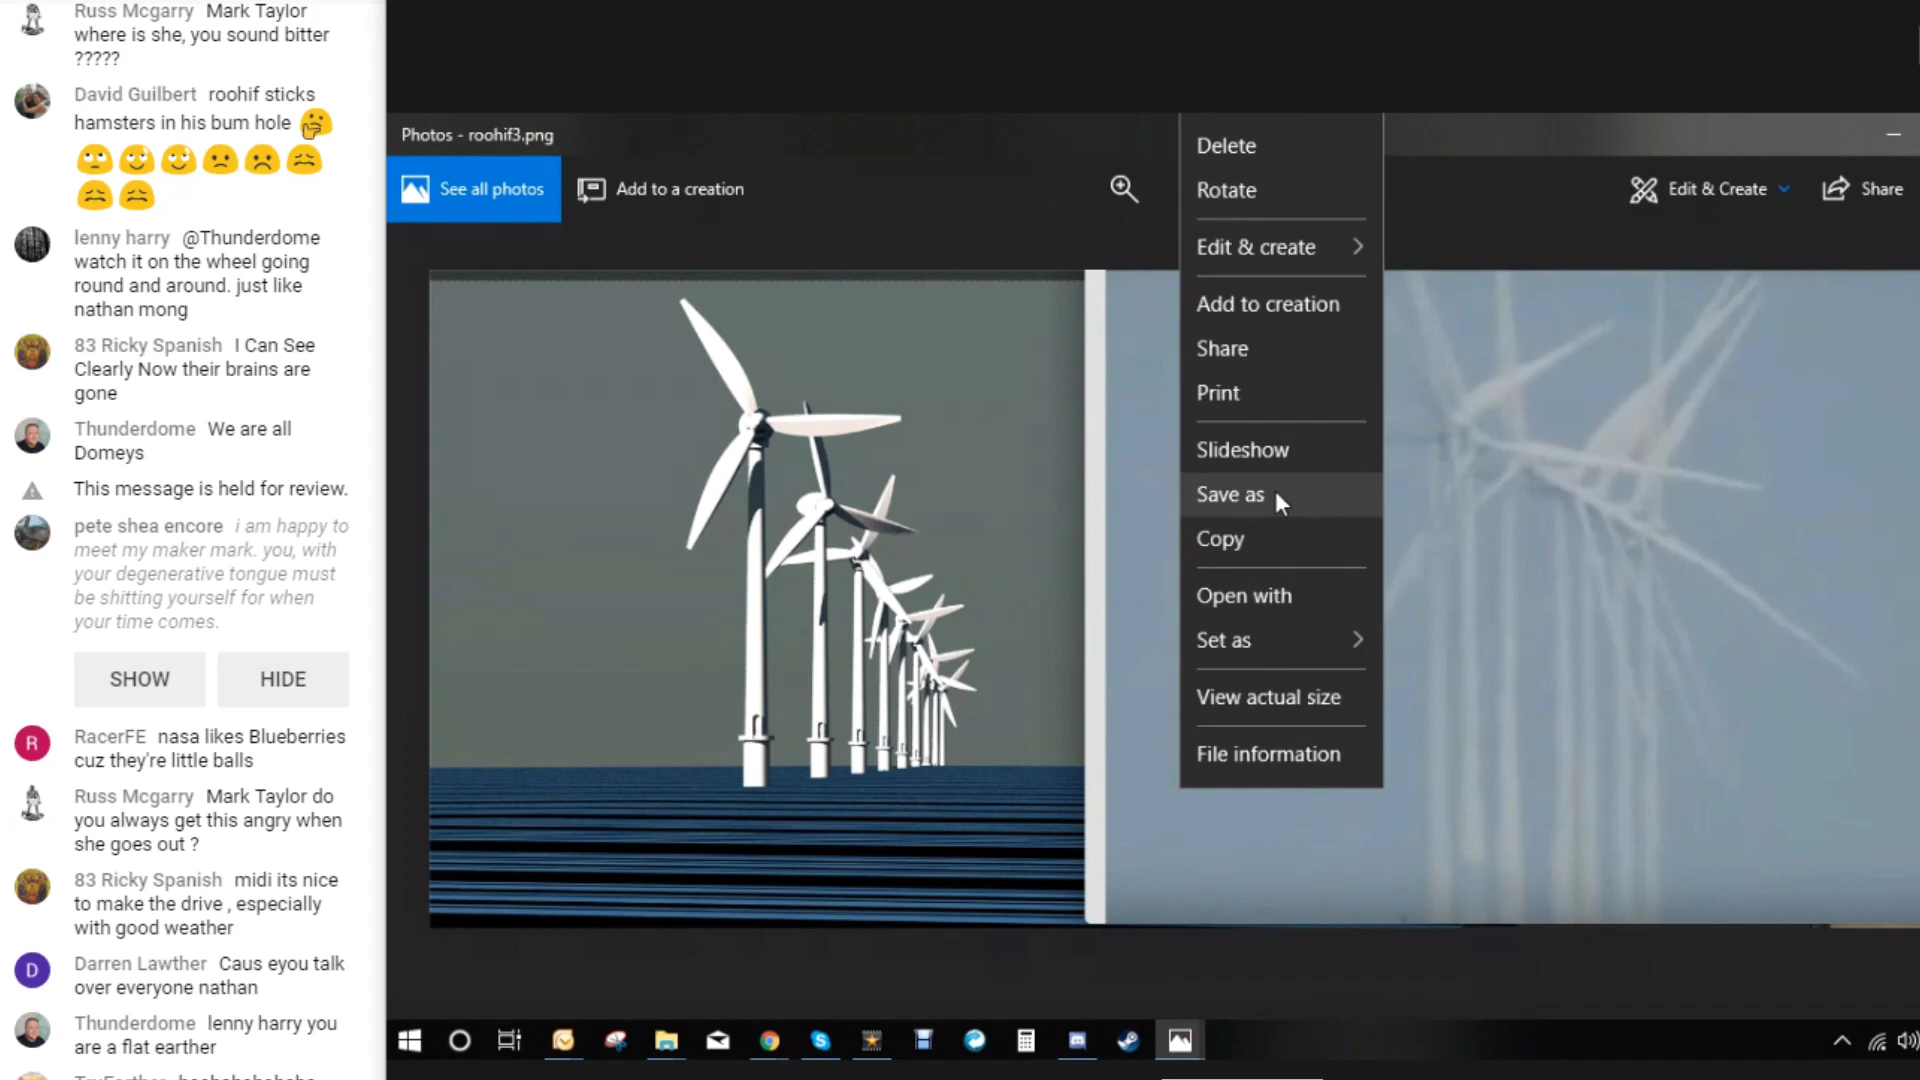 Russ Mcgarry Mark Taylor
where is she, you sound bitter
?????
David Guilbert roohif sticks
hamsters in his bum hole
lenny harry @Thunderdome
watch it on the wheel going
round and around. just like
nathan mong
83 Ricky Spanish I Can See
Clearly Now their brains are
gone
Thunderdome We are all
Domeys
This message is held for review.
pete shea encore i am happy to
meet my maker mark. you, with
your degenerative tongue must
be shitting yourself for when
your time comes.
SHOW HIDE
R
RacerFE nasa likes Blueberries
cuz they're little balls
Russ Mcgarry Mark Taylor do
you always get this angry when
she goes out ?
83 Ricky Spanish midi its nice
to make the drive , especially
with good weather
D
Darren Lawther Caus eyou talk
over everyone nathan
Thunderdome lenny harry you
are a flat earther
Photos - roohif3.png
See all photos
Add to a creation
Edit & Create
Share
Delete
Rotate
Edit & create
Add to creation
Share
Print
Slideshow
Save as
Copy
Open with
Set as
View actual size
File information